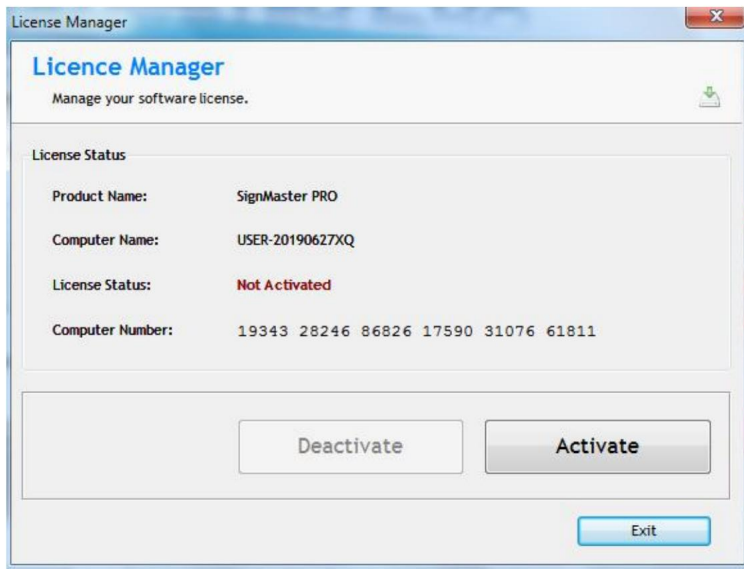 License Manager
Licence Manager
Manage your software license.
License Status
Product Name: SignMaster PRO
Computer Name: USER-20190627XQ
License Status: Not Activated
Computer Number: 19343 28246 86826 17590 31076 61811
Deactivate Activate
Exit